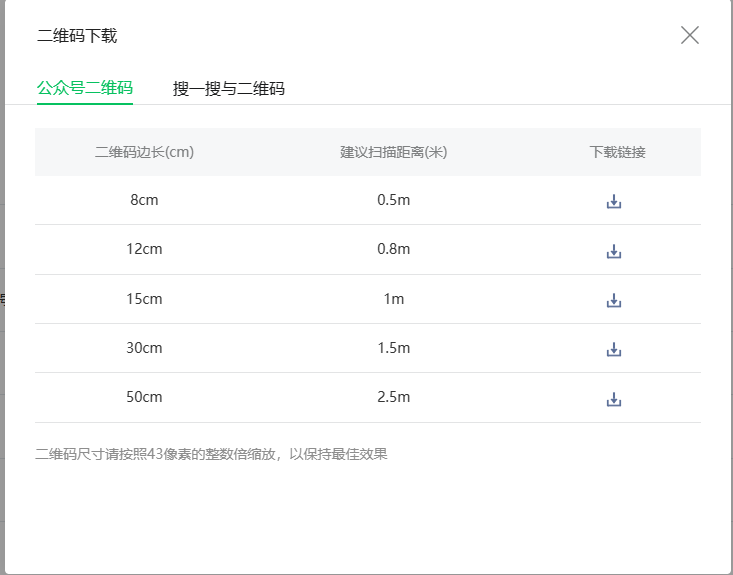 二维码下载
公众号二维码 搜一搜与二维码
二维码边长(cm) 建议扫描距离(米) 下载链接
8cm 0.5m
12cm 0.8m
15cm 1m
30cm 1.5m
50cm 2.5m
二维码尺寸请按照43像素的整数倍缩放，以保持最佳效果